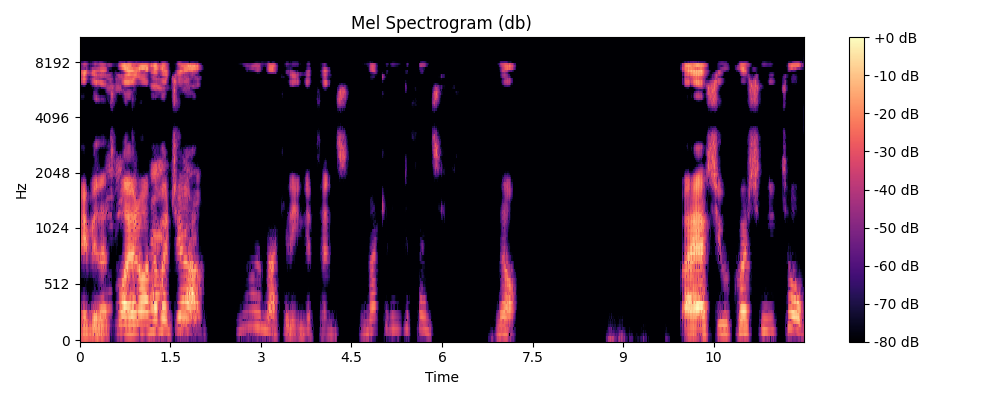 Mel Spectrogram (db)
8192
4096
2048
1024
512
0
Hz
0 1.5 3 4.5 6 7.5 9 10
Time
+0 dB
-10 dB
-20 dB
-30 dB
-40 dB
-50 dB
-60 dB
-70 dB
-80 dB